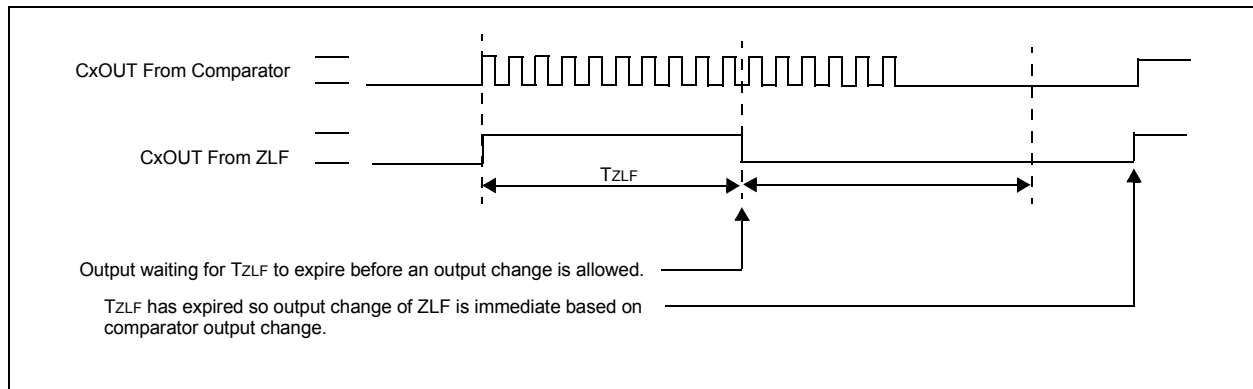 CxOUT From Comparator
CxOUT From ZLF
TZLF
Output waiting for TZLF to expire before an output change is allowed.
TZLF has expired so output change of ZLF is immediate based on
comparator output change.